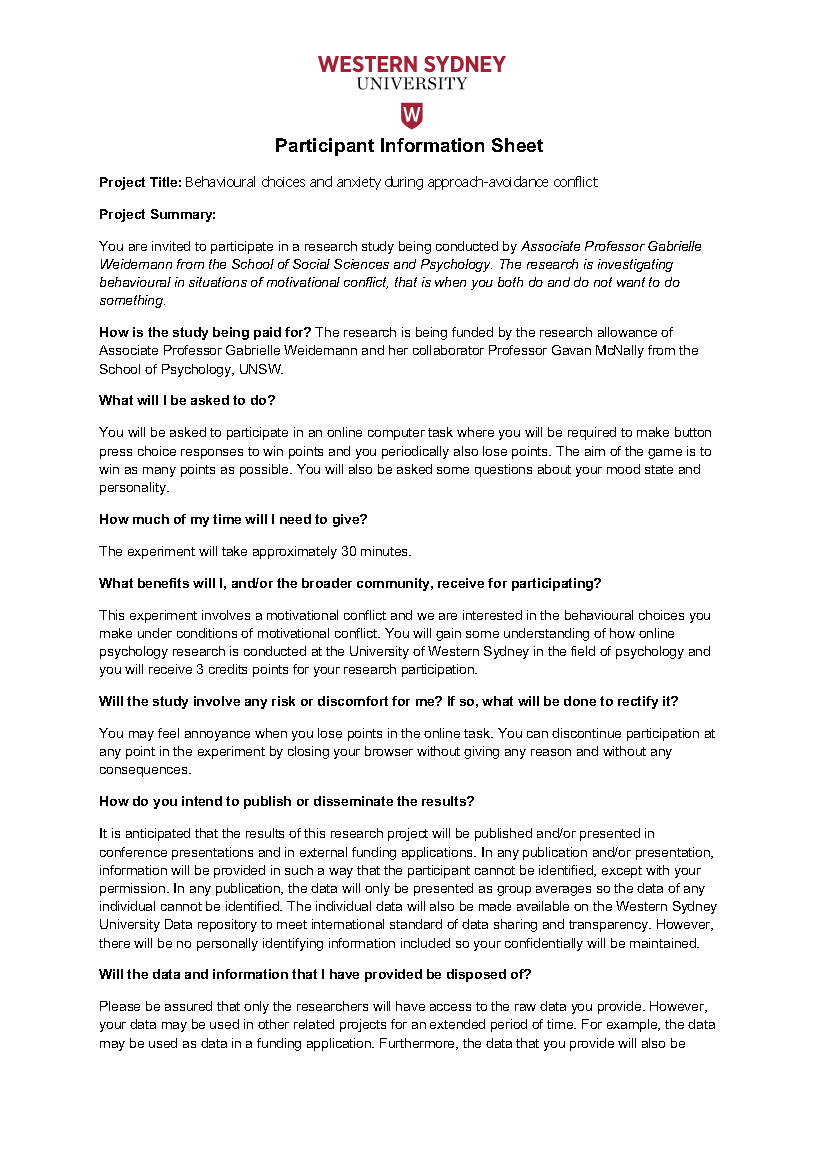 WESTERN SYDNEY
UNIVERSITY
W
Participant Information Sheet
Project Title: Behavioural choices and anxiety during approach-avoidance conflict
Project Summary:
You are invited to participate in a research study being conducted by Associate Professor Gabrielle
Weidemann from the School of Social Sciences and Psychology. The research is investigating
behavioural in situations of motivational conflict, that is when you both do and do not want to do
something.
How is the study being paid for? The research is being funded by the research allowance of
Associate Professor Gabrielle Weidemann and her collaborator Professor Gavan McNally from the
School of Psychology, UNSW.
What will I be asked to do?
You will be asked to participate in an online computer task where you will be required to make button
press choice responses to win points and you periodically also lose points. The aim of the game is to
win as many points as possible. You will also be asked some questions about your mood state and
personality.
How much of my time will I need to give?
The experiment will take approximately 30 minutes.
What benefits will I, and/or the broader community, receive for participating?
This experiment involves a motivational conflict and we are interested in the behavioural choices you
make under conditions of motivational conflict. You will gain some understanding of how online
psychology research is conducted at the University of Western Sydney in the field of psychology and
you will receive 3 credits points for your research participation.
Will the study involve any risk or discomfort for me? If so, what will be done to rectify it?
You may feel annoyance when you lose points in the online task. You can discontinue participation at
any point in the experiment by closing your browser without giving any reason and without any
consequences.
How do you intend to publish or disseminate the results?
It is anticipated that the results of this research project will be published and/or presented in
conference presentations and in external funding applications. In any publication and/or presentation,
information will be provided in such a way that the participant cannot be identified, except with your
permission. In any publication, the data will only be presented as group averages so the data of any
individual cannot be identified. The individual data will also be made available on the Western Sydney
University Data repository to meet international standard of data sharing and transparency. However,
there will be no personally identifying information included so your confidentially will be maintained.
Will the data and information that I have provided be disposed of?
Please be assured that only the researchers will have access to the raw data you provide. However,
your data may be used in other related projects for an extended period of time. For example, the data
may be used as data in a funding application. Furthermore, the data that you provide will also be